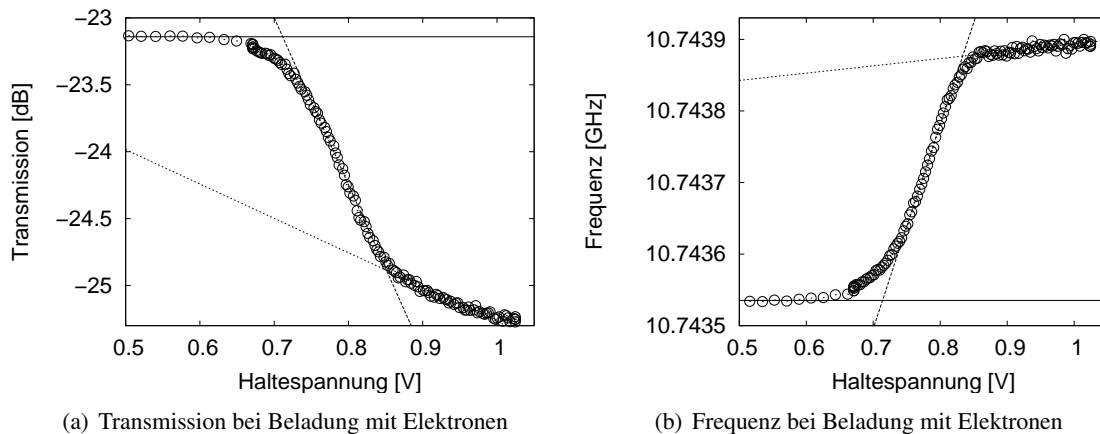 −23
−23.5
−24
−24.5
−25
Transmission [dB]
0.5 0.6 0.7 0.8 0.9 1
Haltespannung [V]
(a) Transmission bei Beladung mit Elektronen
10.7439
10.7438
10.7437
10.7436
10.7435
Frequenz [GHz]
0.5 0.6 0.7 0.8 0.9 1
Haltespannung [V]
(b) Frequenz bei Beladung mit Elektronen